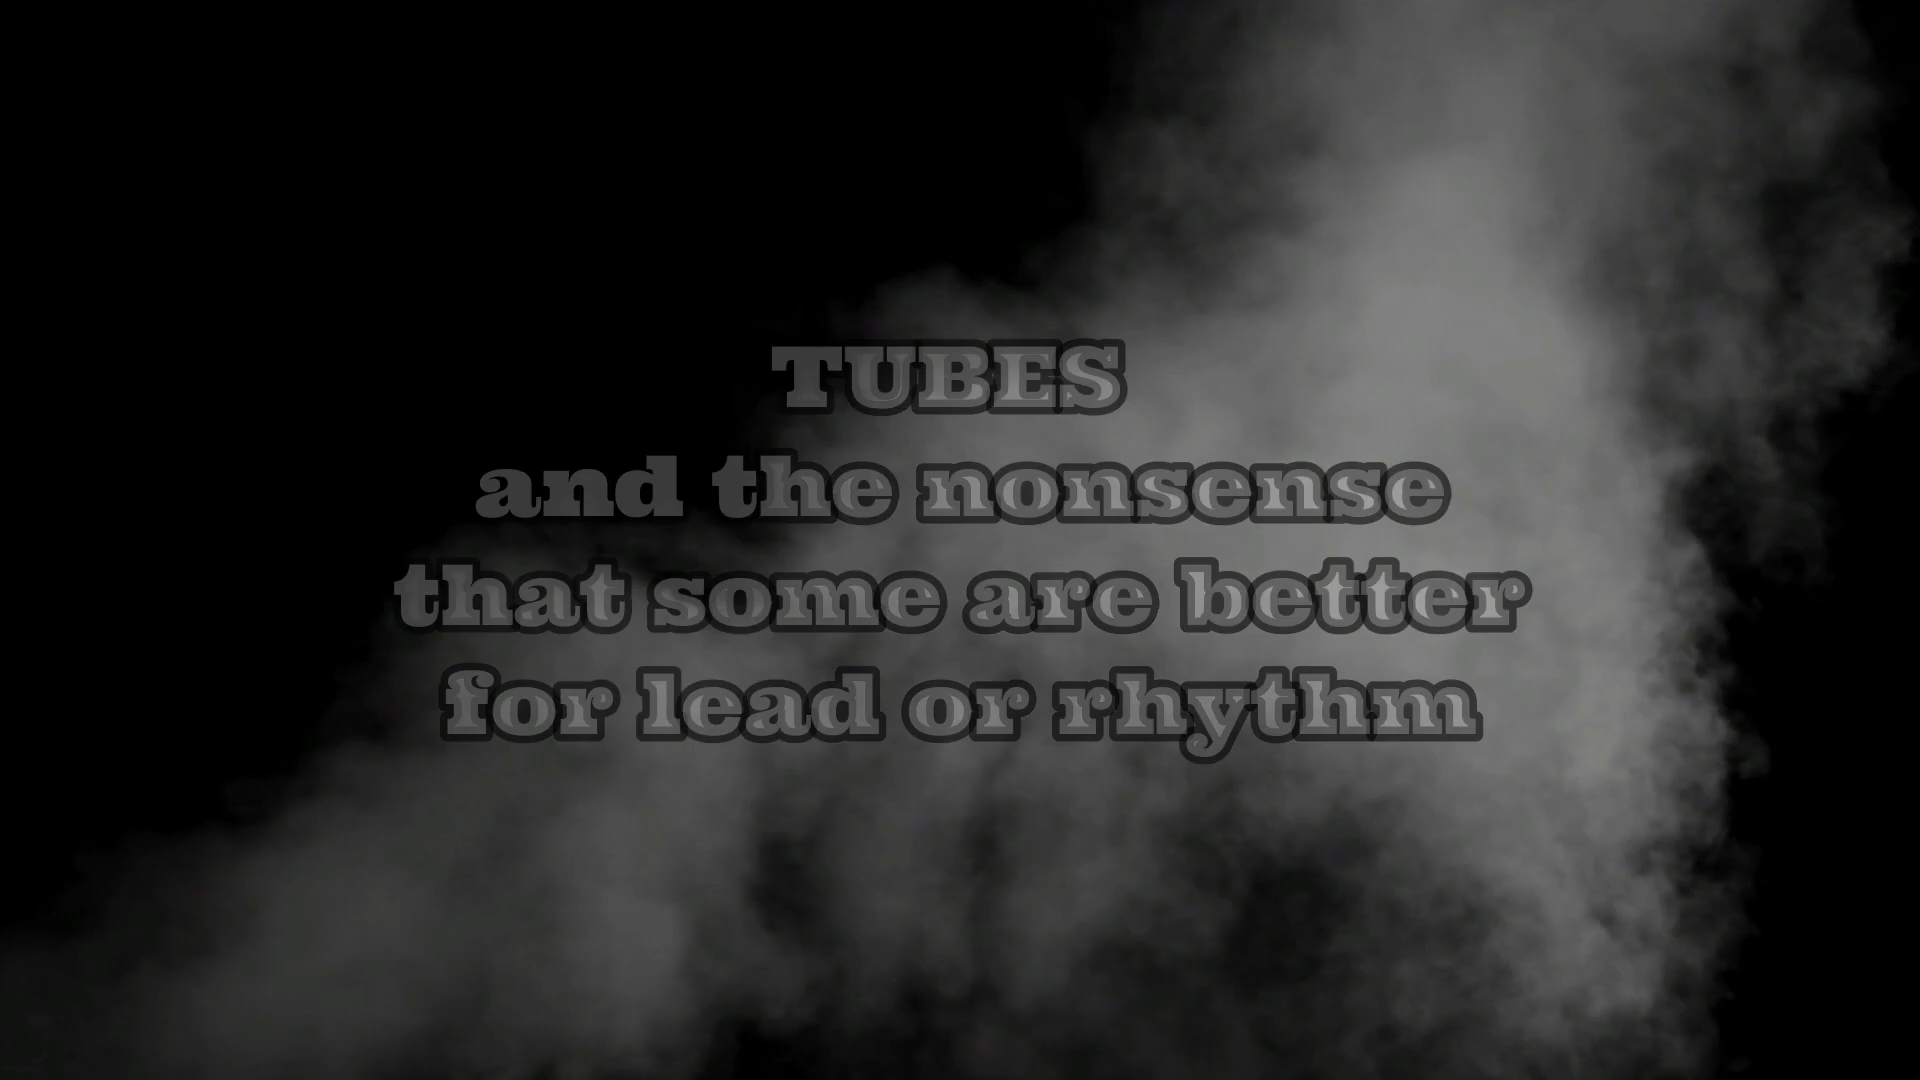 TUBES
and the nonsense
that some are better
for lead or rhythm